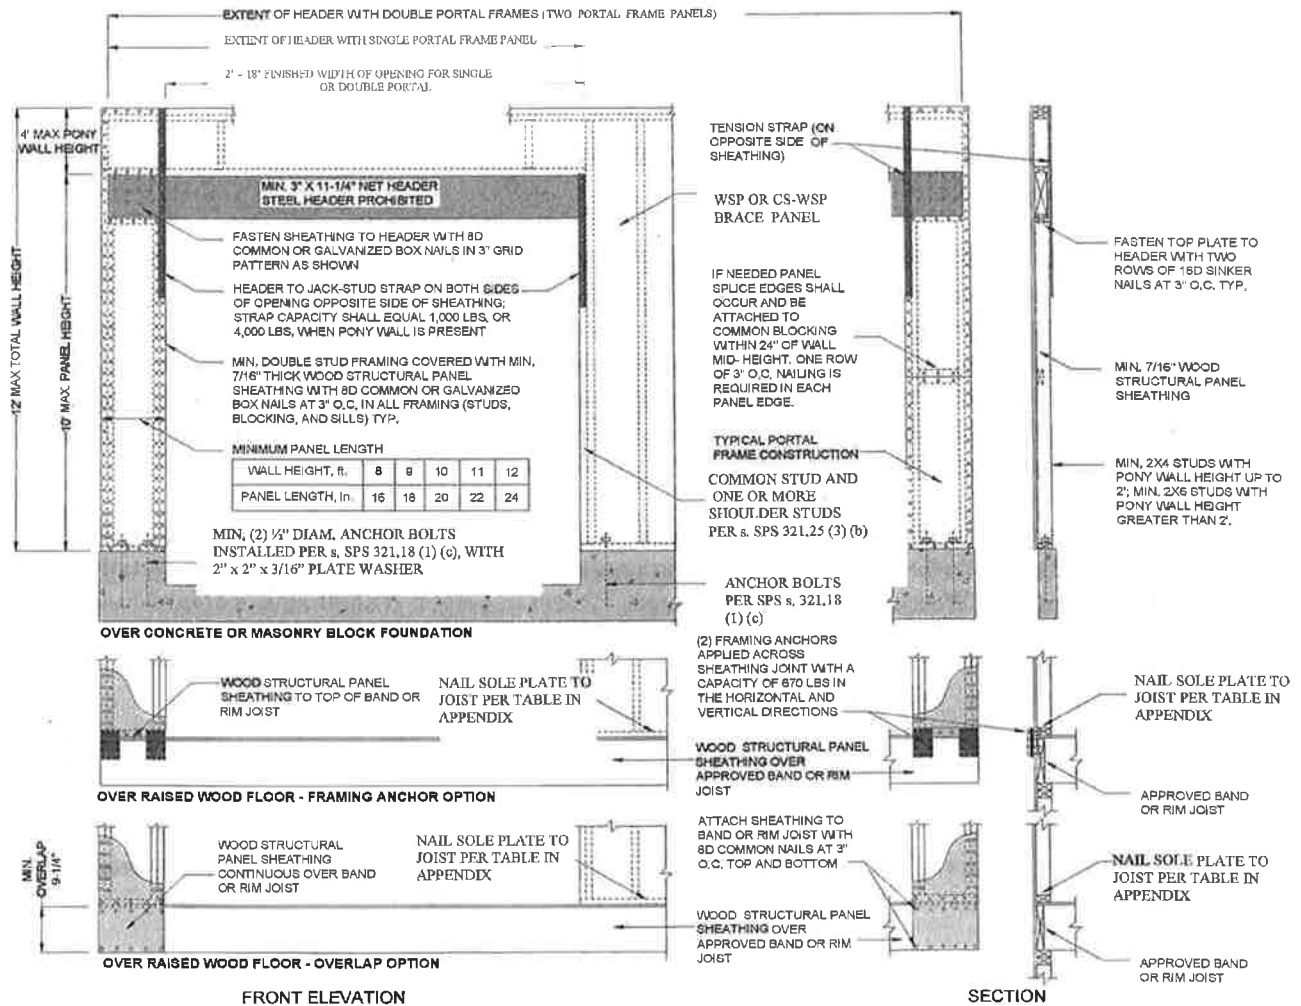 EXTENT OF HEADER WITH DOUBLE PORTAL FRAMES (TWO PORTAL FRAME PANELS)
EXTENT OF HEADER WITH SINGLE PORTAL FRAME PANEL
2' - 18' FINISHED WIDTH OF OPENING FOR SINGLE
OR DOUBLE PORTAL
4' MAX PONY
WALL HEIGHT
12' MAX TOTAL WALL HEIGHT
10' MAX. PANEL HEIGHT
MIN. 3" X 11-1/4" NET HEADER
STEEL HEADER PROHIBITED
FASTEN SHEATHING TO HEADER WITH 8D
COMMON OR GALVANIZED BOX NAILS IN 3" GRID
PATTERN AS SHOWN
HEADER TO JACK-STUD STRAP ON BOTH SIDES
OF OPENING OPPOSITE SIDE OF SHEATHING;
STRAP CAPACITY SHALL EQUAL 1,000 LBS, OR
4,000 LBS, WHEN PONY WALL IS PRESENT
MIN. DOUBLE STUD FRAMING COVERED WITH MIN,
7/16" THICK WOOD STRUCTURAL PANEL
SHEATHING WITH 8D COMMON OR GALVANIZED
BOX NAILS AT 3" O.C, IN ALL FRAMING (STUDS,
BLOCKING, AND SILLS) TYP.
MINIMUM PANEL LENGTH
WALL HEIGHT, ft. 8 9 10 11 12
PANEL LENGTH, In. 16 18 20 22 24
MIN, (2) ½" DIAM, ANCHOR BOLTS
INSTALLED PER s, SPS 321,18 (1) (c), WITH
2" x 2" x 3/16" PLATE WASHER
OVER CONCRETE OR MASONRY BLOCK FOUNDATION
TENSION STRAP (ON
OPPOSITE SIDE OF
SHEATHING)
WSP OR CS-WSP
BRACE PANEL
IF NEEDED PANEL
SPLICE EDGES SHALL
OCCUR AND BE
ATTACHED TO
COMMON BLOCKING
WITHIN 24" OF WALL
MID- HEIGHT. ONE ROW
OF 3" O.C, NAILING IS
REQUIRED IN EACH
PANEL EDGE.
TYPICAL PORTAL
FRAME CONSTRUCTION
COMMON STUD AND
ONE OR MORE
SHOULDER STUDS
PER s. SPS 321,25 (3) (b)
ANCHOR BOLTS
PER SPS s, 321,18
(1) (c)
FASTEN TOP PLATE TO
HEADER WITH TWO
ROWS OF 16D SINKER
NAILS AT 3" O.C, TYP,
MIN, 7/16" WOOD
STRUCTURAL PANEL
SHEATHING
MIN, 2X4 STUDS WITH
PONY WALL HEIGHT UP TO
2'; MIN, 2X6 STUDS WITH
PONY WALL HEIGHT
GREATER THAN 2'.
WOOD STRUCTURAL PANEL
SHEATHING TO TOP OF BAND OR
RIM JOIST
NAIL SOLE PLATE TO
JOIST PER TABLE IN
APPENDIX
(2) FRAMING ANCHORS
APPLIED ACROSS
SHEATHING JOINT WITH A
CAPACITY OF 670 LBS IN
THE HORIZONTAL AND
VERTICAL DIRECTIONS
WOOD STRUCTURAL PANEL
SHEATHING OVER
APPROVED BAND OR RIM
JOIST
NAIL SOLE PLATE TO
JOIST PER TABLE IN
APPENDIX
APPROVED BAND
OR RIM JOIST
OVER RAISED WOOD FLOOR - FRAMING ANCHOR OPTION
MIN.
OVERLAP
9-1/4"
WOOD STRUCTURAL
PANEL SHEATHING
CONTINUOUS OVER BAND
OR RIM JOIST
NAIL SOLE PLATE TO
JOIST PER TABLE IN
APPENDIX
ATTACH SHEATHING TO
BAND OR RIM JOIST WITH
8D COMMON NAILS AT 3"
O.C, TOP AND BOTTOM
WOOD STRUCTURAL PANEL
SHEATHING OVER
APPROVED BAND OR RIM
JOIST
NAIL SOLE PLATE TO
JOIST PER TABLE IN
APPENDIX
APPROVED BAND
OR RIM JOIST
OVER RAISED WOOD FLOOR - OVERLAP OPTION
FRONT ELEVATION
SECTION